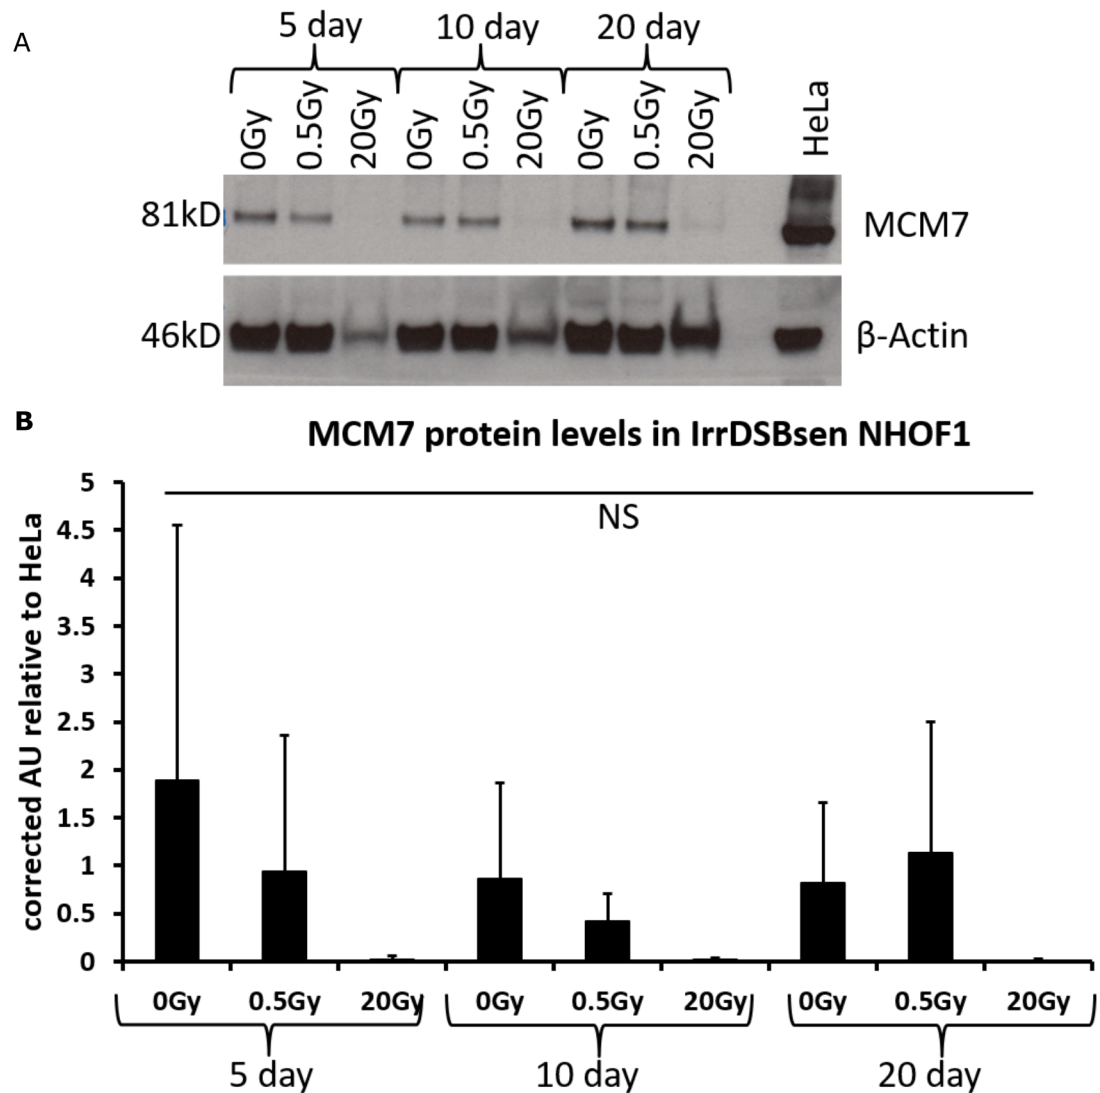 A
5 day 10 day 20 day
0Gy 0.5Gy 20Gy 0Gy 0.5Gy 20Gy 0Gy 0.5Gy 20Gy HeLa
81kD MCM7
46kD β-Actin
B
MCM7 protein levels in IrrDSBsen NHOF1
corrected AU relative to HeLa
5
NS
4.5
4
3.5
3
2.5
2
1.5
1
0.5
0
0Gy 0.5Gy 20Gy 0Gy 0.5Gy 20Gy 0Gy 0.5Gy 20Gy
5 day 10 day 20 day